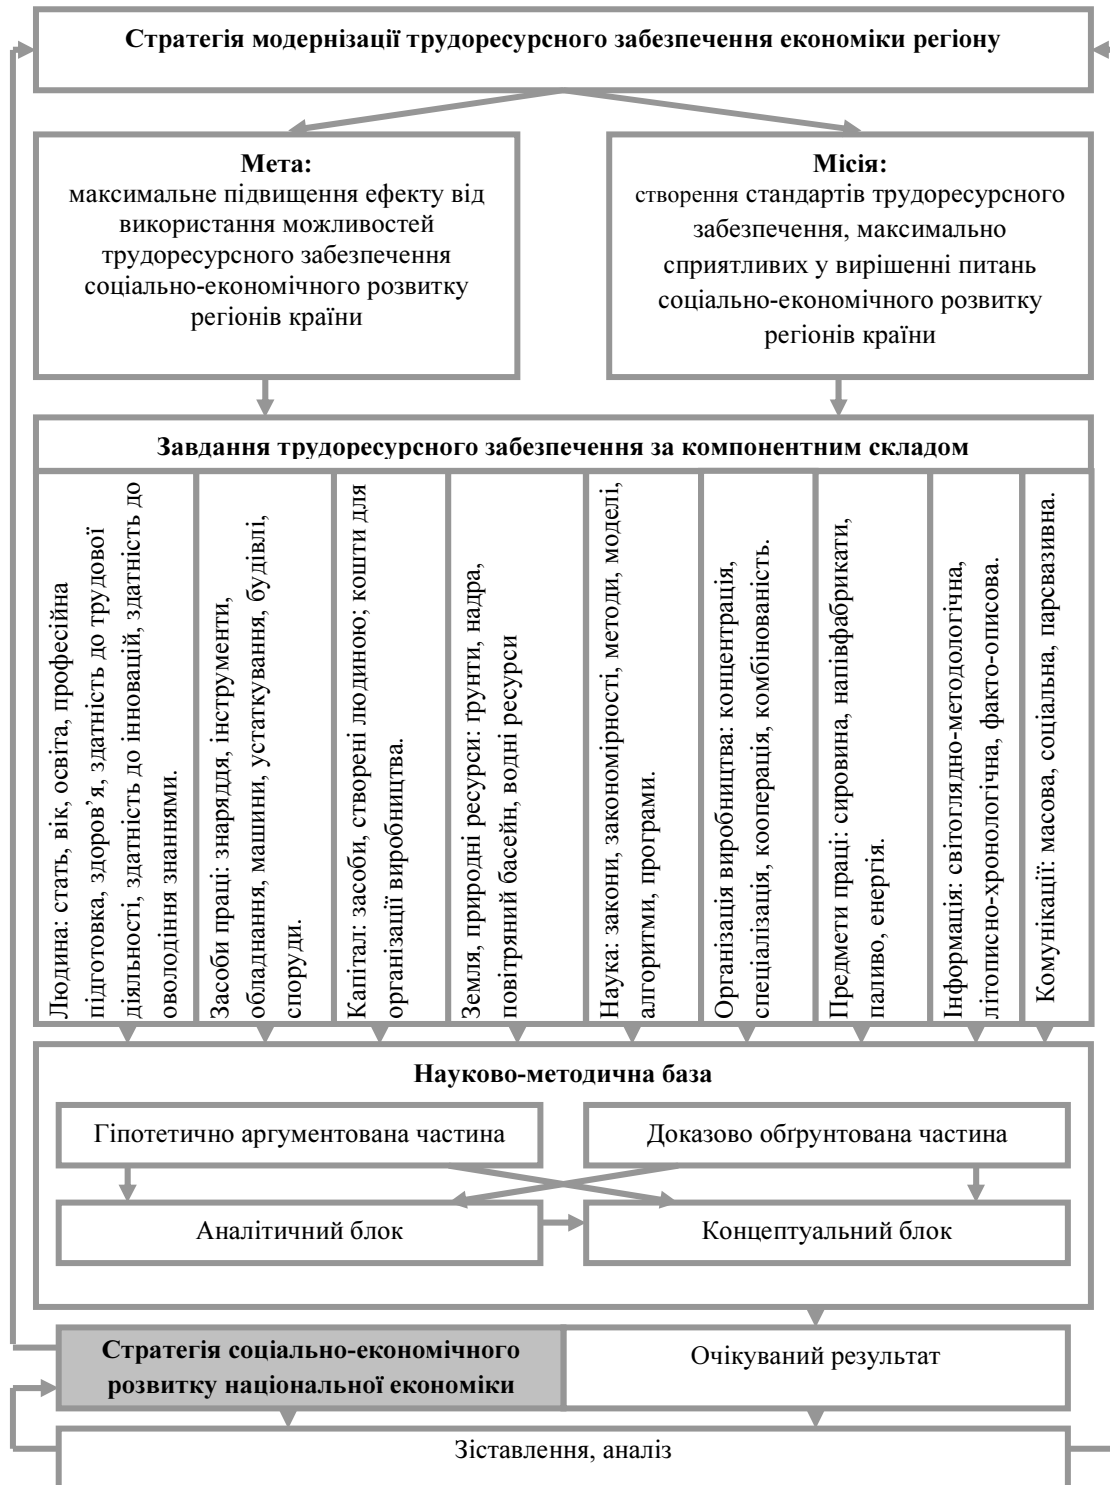 Стратегія модернізації трудоресурсного забезпечення економіки регіону
Мета:
максимальне підвищення ефекту від
використання можливостей
трудоресурсного забезпечення
соціально-економічного розвитку
регіонів країни
Місія:
створення стандартів трудоресурсного
забезпечення, максимально
сприятливих у вирішенні питань
соціально-економічного розвитку
регіонів країни
Завдання трудоресурсного забезпечення за компонентним складом
Людина: стать, вік, освіта, професійна
підготовка, здоров’я, здатність до трудової
діяльності, здатність до інновацій, здатність до
оволодіння знаннями.
Засоби праці: знаряддя, інструменти,
обладнання, машини, устаткування, будівлі,
споруди.
Капітал: засоби, створені людиною; кошти для
організації виробництва.
Земля, природні ресурси: ґрунти, надра,
повітряний басейн, водні ресурси
Наука: закони, закономірності, методи, моделі,
алгоритми, програми.
Організація виробництва: концентрація,
спеціалізація, кооперація, комбінованість.
Предмети праці: сировина, напівфабрикати,
паливо, енергія.
Інформація: світоглядно-методологічна,
літописно-хронологічна, факто-описова.
Комунікації: масова, соціальна, парсвазивна.
Науково-методична база
Гіпотетично аргументована частина
Доказово обґрунтована частина
Аналітичний блок
Концептуальний блок
Стратегія соціально-економічного
розвитку національної економіки
Очікуваний результат
Зіставлення, аналіз